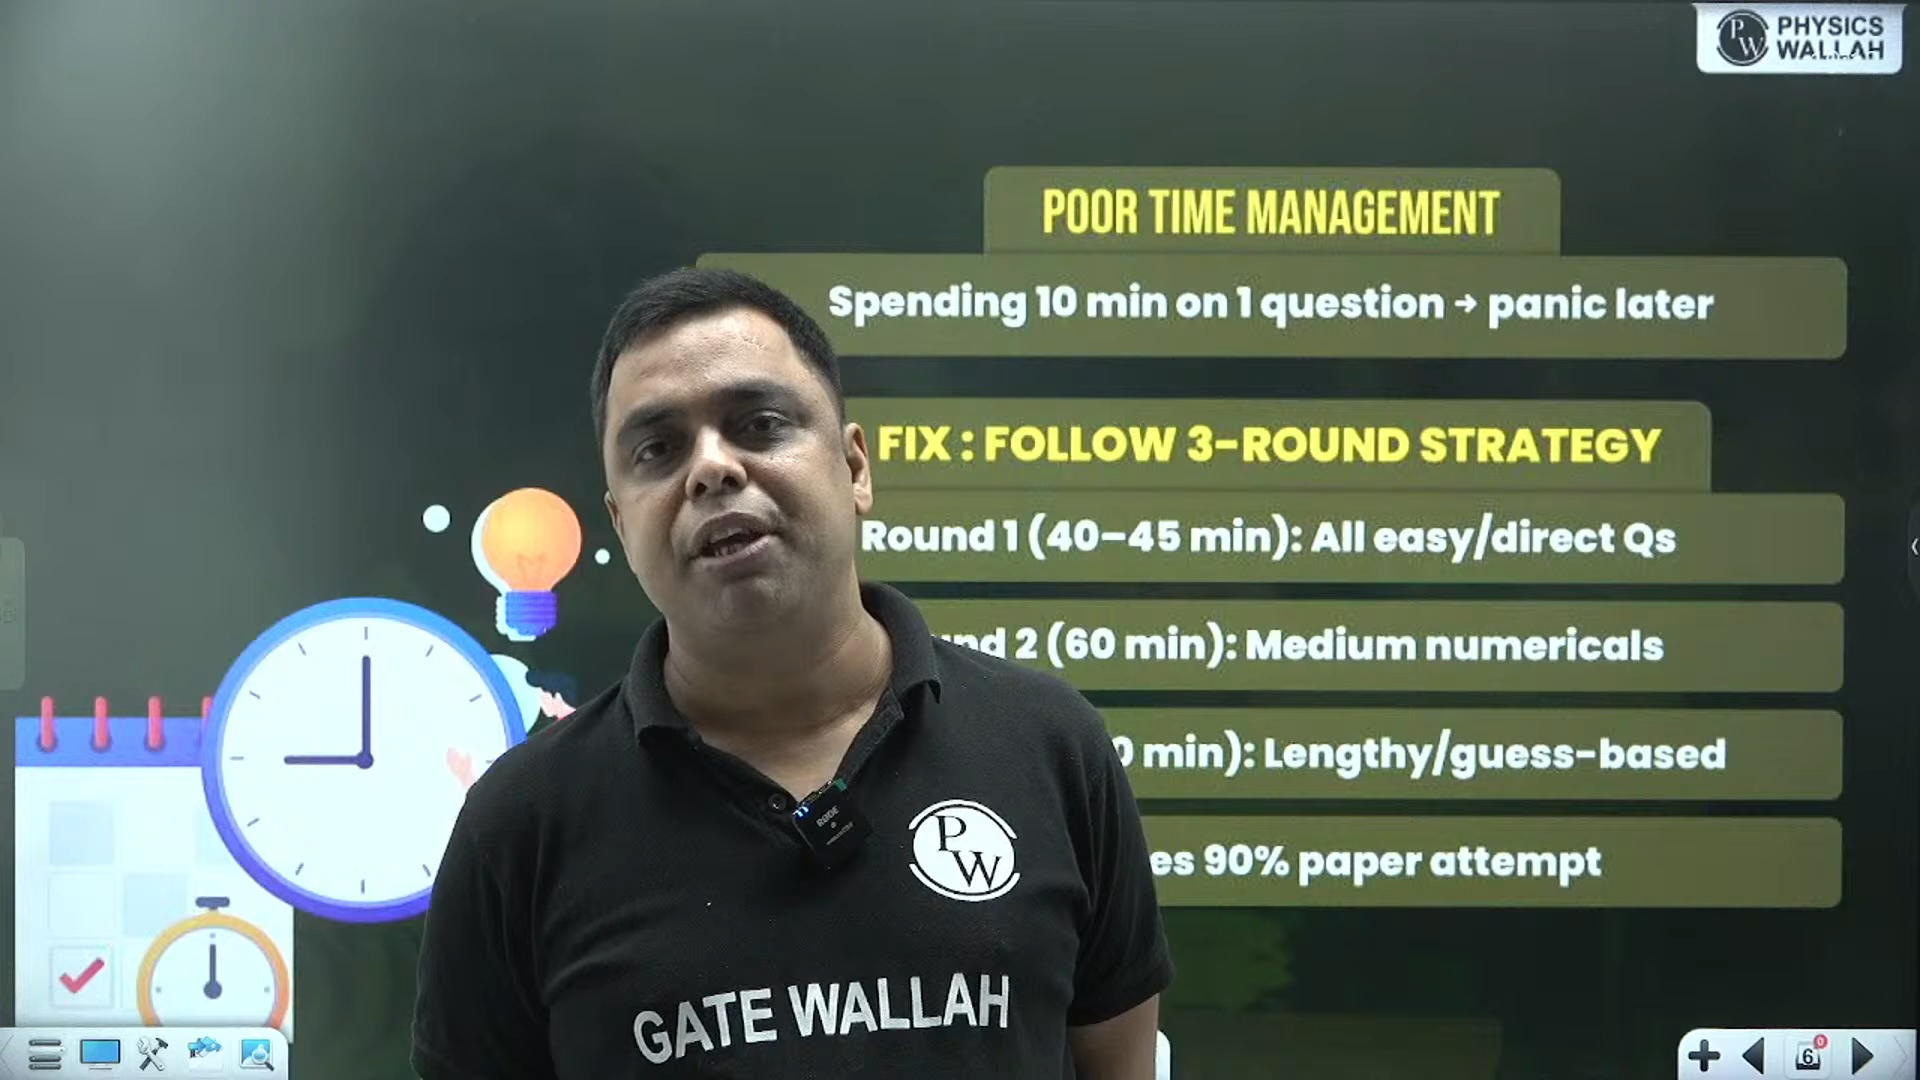 PHYSICS
WALLAH
POOR TIME MANAGEMENT
Spending 10 min on 1 question → panic later
FIX : FOLLOW 3-ROUND STRATEGY
Round 1 (40–45 min): All easy/direct Qs
2 (60 min): Medium numericals
min): Lengthy/guess-based
90% paper attempt
RØDE
PW
GATE WALLAH
6
0